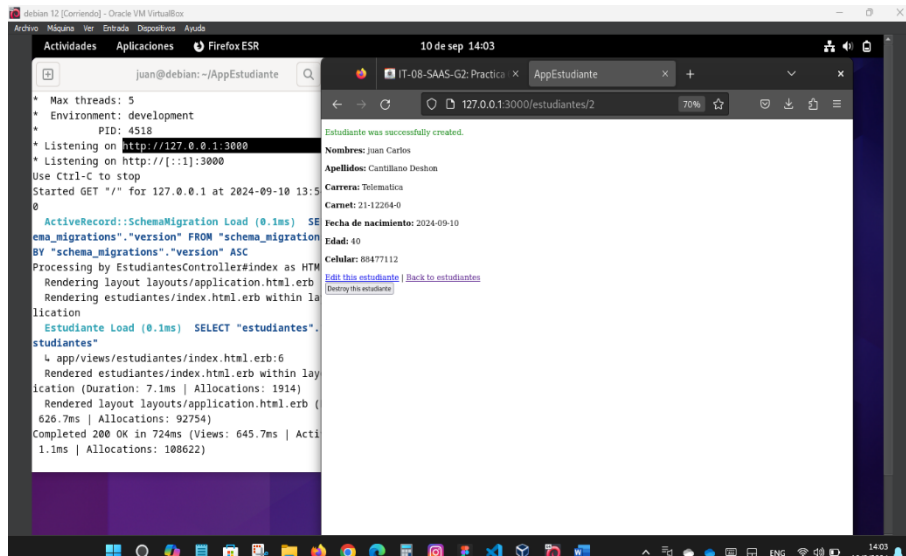 debian 12 [Corriendo] - Oracle VM VirtualBox
Archivo Máquina Ver Entrada Dispositivos Ayuda
Actividades Aplicaciones Firefox ESR 10 de sep 14:03
juan@debian: ~/AppEstudiante
* Max threads: 5
* Environment: development
* PID: 4518
* Listening on http://127.0.0.1:3000
* Listening on http://[::1]:3000
Use Ctrl-C to stop
Started GET "/" for 127.0.0.1 at 2024-09-10 13:5
0
ActiveRecord::SchemaMigration Load (0.1ms) SE
ema_migrations"."version" FROM "schema_migration
BY "schema_migrations"."version" ASC
Processing by EstudiantesController#index as HTM
Rendering layout layouts/application.html.erb
Rendering estudiantes/index.html.erb within la
lication
Estudiante Load (0.1ms) SELECT "estudiantes".
studiantes"
↳ app/views/estudiantes/index.html.erb:6
Rendered estudiantes/index.html.erb within lay
ication (Duration: 7.1ms | Allocations: 1914)
Rendered layout layouts/application.html.erb (
626.7ms | Allocations: 92754)
Completed 200 OK in 724ms (Views: 645.7ms | Acti
1.1ms | Allocations: 108622)
IT-08-SAAS-G2: Practica
AppEstudiante
127.0.0.1:3000/estudiantes/2 70%
Estudiante was successfully created.
Nombres: juan Carlos
Apellidos: Cantillano Deshon
Carrera: Telematica
Carnet: 21-12264-0
Fecha de nacimiento: 2024-09-10
Edad: 40
Celular: 88477112
Edit this estudiante | Back to estudiantes
Destroy this estudiante
ENG
14:03